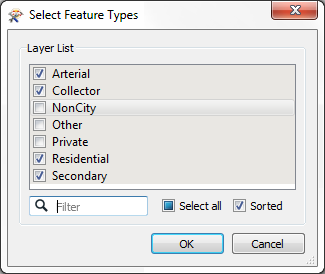 Select Feature Types
Layer List
Arterial
Collector
NonCity
Other
Private
Residential
Secondary
Filter
Select all
Sorted
OK
Cancel